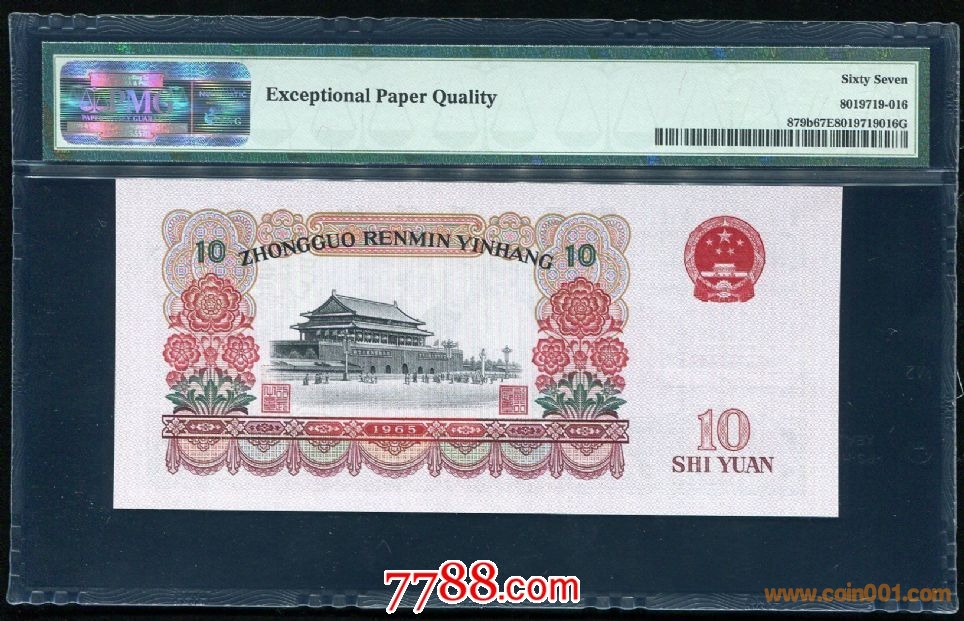 Exceptional Paper Quality
Sixty Seven
8019719-016
879b67E8019719016G
PMG
10 ZHONGGUO RENMIN YINHANG 10
1965
10
SHI YUAN
7788.com
www.coin001.com